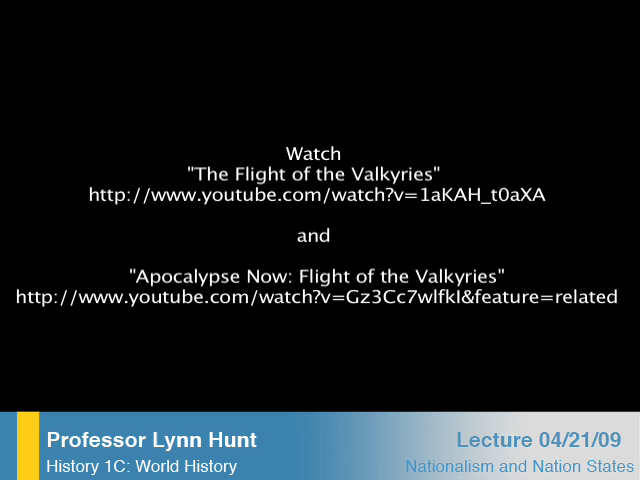 Watch
"The Flight of the Valkyries"
http://www.youtube.com/watch?v=1aKAH_t0aXA
and
"Apocalypse Now: Flight of the Valkyries"
http://www.youtube.com/watch?v=Gz3Cc7wlfkI&feature=related
Professor Lynn Hunt
History 1C: World History
Lecture 04/21/09
Nationalism and Nation States